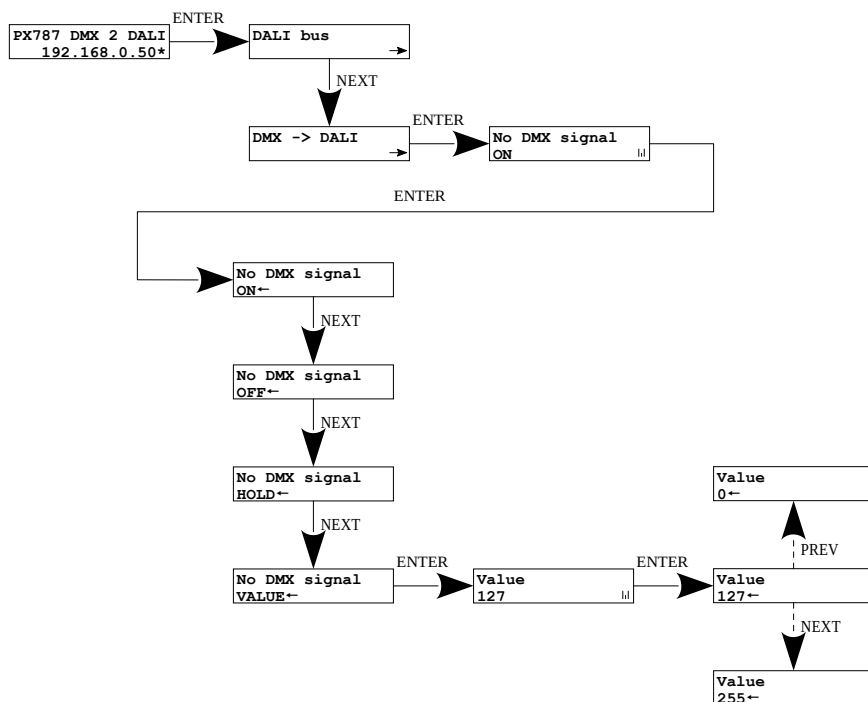 ENTER
PX787 DMX 2 DALI
192.168.0.50*
DALI bus
→
NEXT
DMX -> DALI
→
ENTER
No DMX signal
ON
ENTER
No DMX signal
ON←
NEXT
No DMX signal
OFF←
NEXT
No DMX signal
HOLD←
NEXT
No DMX signal
VALUE←
ENTER
Value
127
ENTER
Value
0←
PREV
Value
127←
NEXT
Value
255←